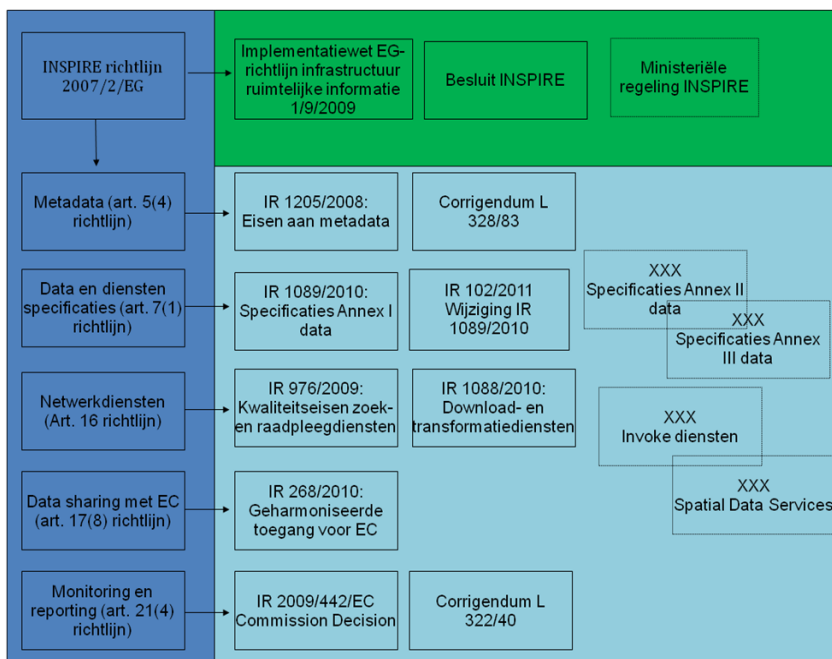 INSPIRE richtlijn
2007/2/EG
Implementatiewet EG-
richtlijn infrastructuur
ruimtelijke informatie
1/9/2009
Besluit INSPIRE
Ministeriële
regeling INSPIRE
Metadata (art. 5(4)
richtlijn)
IR 1205/2008:
Eisen aan metadata
Corrigendum L
328/83
Data en diensten
specificaties (art. 7(1)
richtlijn)
IR 1089/2010:
Specificaties Annex I
data
IR 102/2011
Wijziging IR
1089/2010
XXX
Specificaties Annex II
data
XXX
Specificaties Annex
III data
Netwerkdiensten
(Art. 16 richtlijn)
IR 976/2009:
Kwaliteitseisen zoek-
en raadpleegdiensten
IR 1088/2010:
Download- en
transformatiediensten
XXX
Invoke diensten
XXX
Spatial Data Services
Data sharing met EC
(art. 17(8) richtlijn)
IR 268/2010:
Geharmoniseerde
toegang voor EC
Monitoring en
reporting (art. 21(4)
richtlijn)
IR 2009/442/EC
Commission Decision
Corrigendum L
322/40